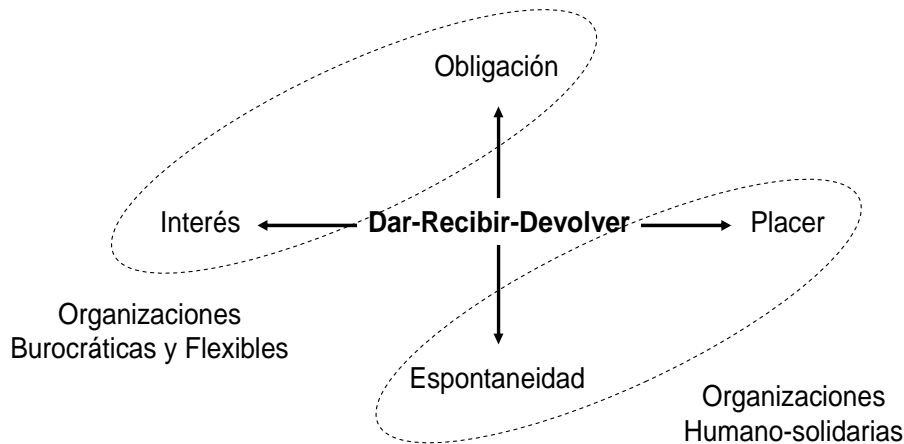 Obligación
Interés
Dar-Recibir-Devolver
Placer
Organizaciones
Burocráticas y Flexibles
Espontaneidad
Organizaciones
Humano-solidarias